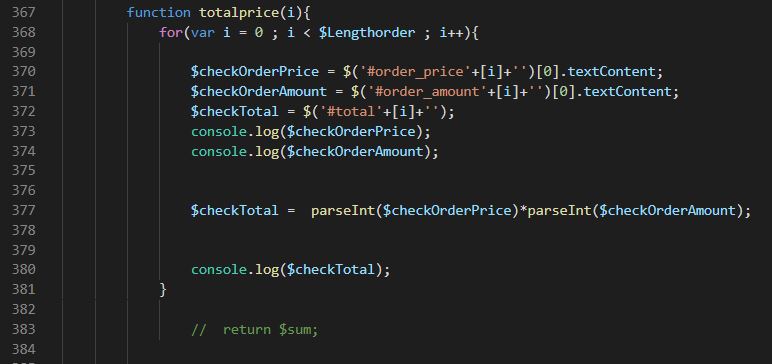 367 function totalprice(i){
368 for(var i = 0 ; i < $Lengthorder ; i++){
369
370 $checkOrderPrice = $('#order_price'+[i]+'')[0].textContent;
371 $checkOrderAmount = $('#order_amount'+[i]+'')[0].textContent;
372 $checkTotal = $('#total'+[i]+'');
373 console.log($checkOrderPrice);
374 console.log($checkOrderAmount);
375
376
377 $checkTotal =  parseInt($checkOrderPrice)*parseInt($checkOrderAmount);
378
379
380 console.log($checkTotal);
381 }
382
383 //  return $sum;
384
385